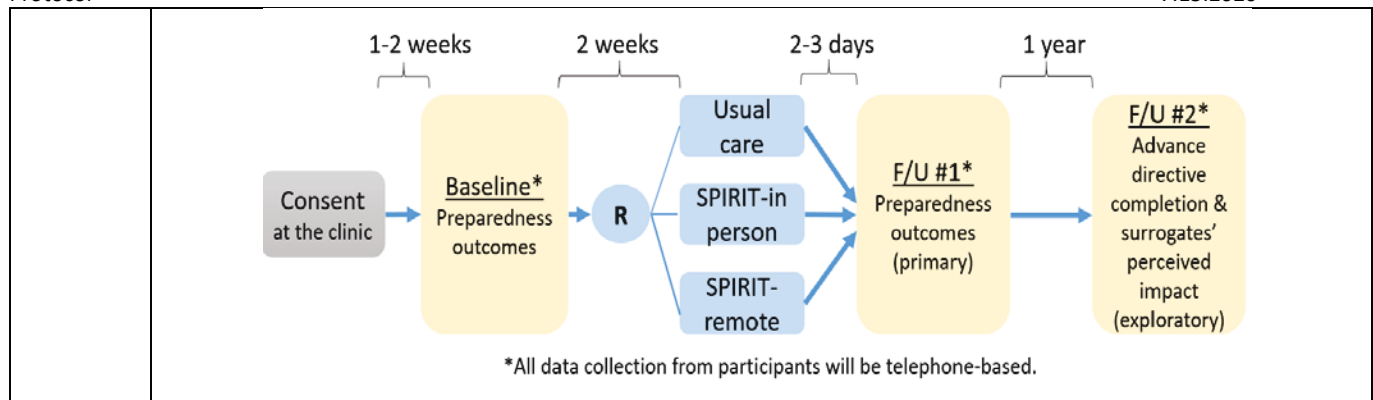 1-2 weeks
2 weeks
2-3 days
1 year
Consent
at the clinic
Baseline*
Preparedness
outcomes
R
Usual
care
SPIRIT-in
person
SPIRIT-
remote
F/U #1*
Preparedness
outcomes
(primary)
F/U #2*
Advance
directive
completion &
surrogates'
perceived
impact
(exploratory)
*All data collection from participants will be telephone-based.